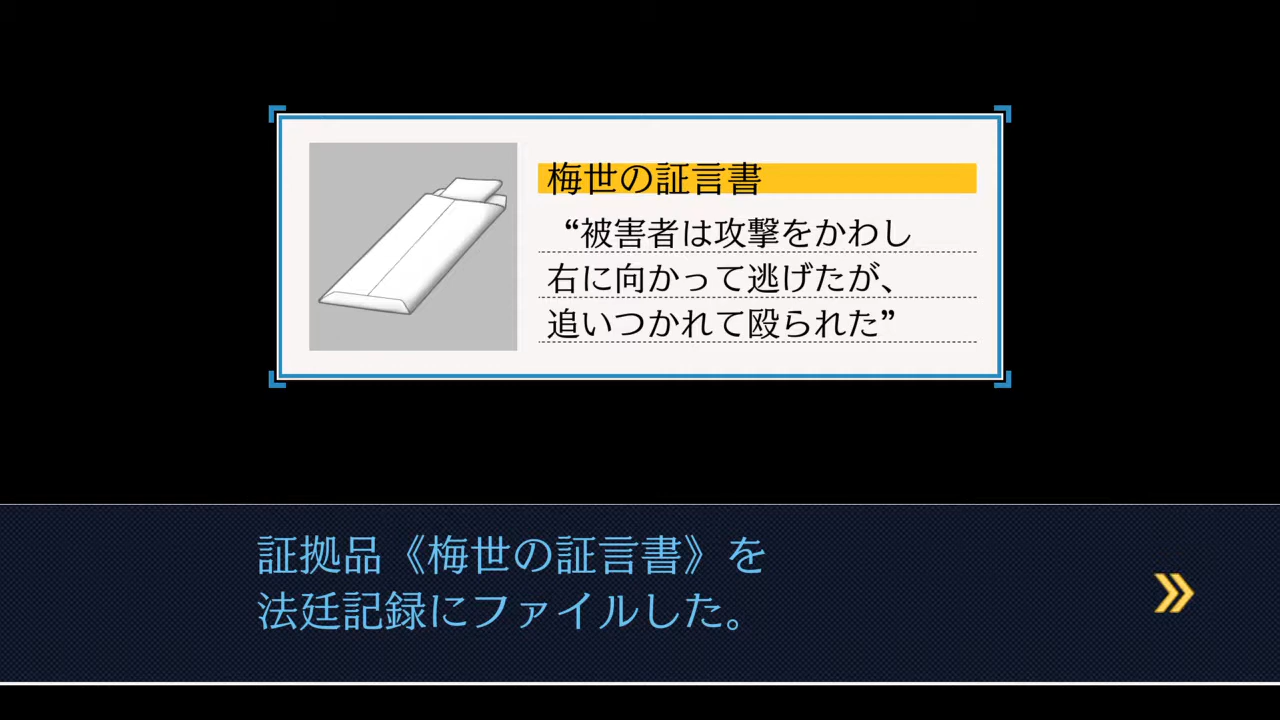 梅世の証言書
“被害者は攻撃をかわし
右に向かって逃げたが、
追いつかれて殴られた”
証拠品《梅世の証言書》を
法廷記録にファイルした。